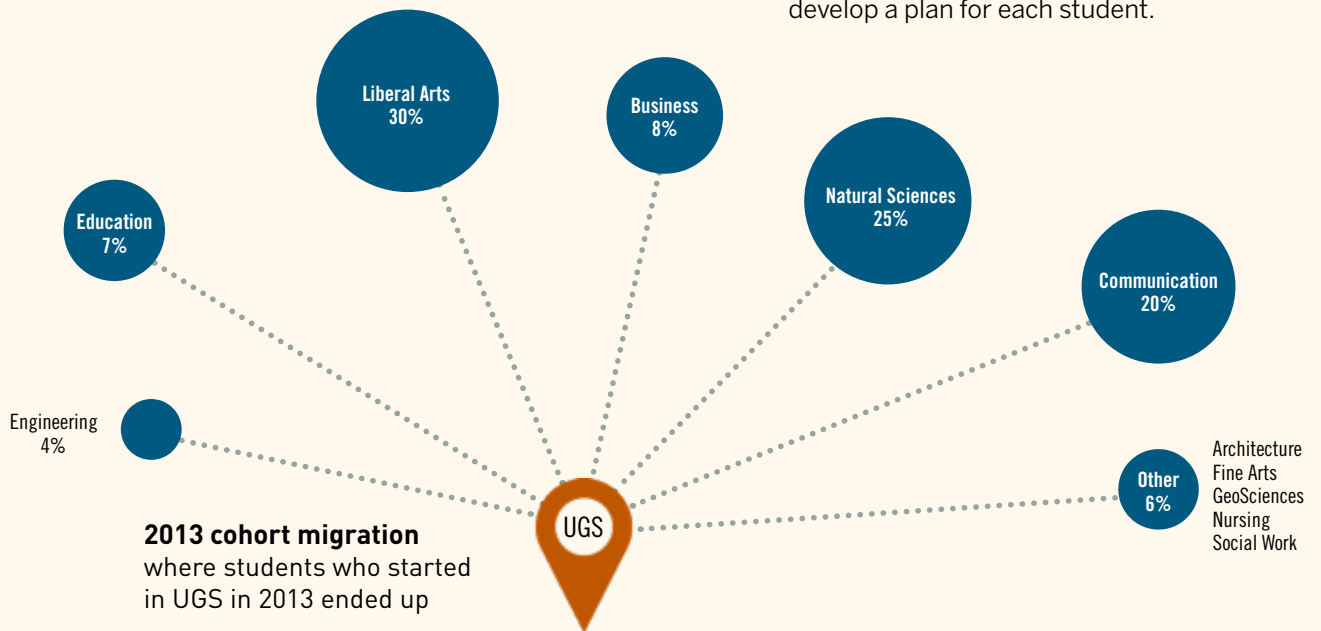 develop a plan for each student.
Liberal Arts
30%
Business
8%
Natural Sciences
25%
Education
7%
Communication
20%
Engineering
4%
Other
6%
Architecture
Fine Arts
GeoSciences
Nursing
Social Work
UGS
2013 cohort migration
where students who started
in UGS in 2013 ended up